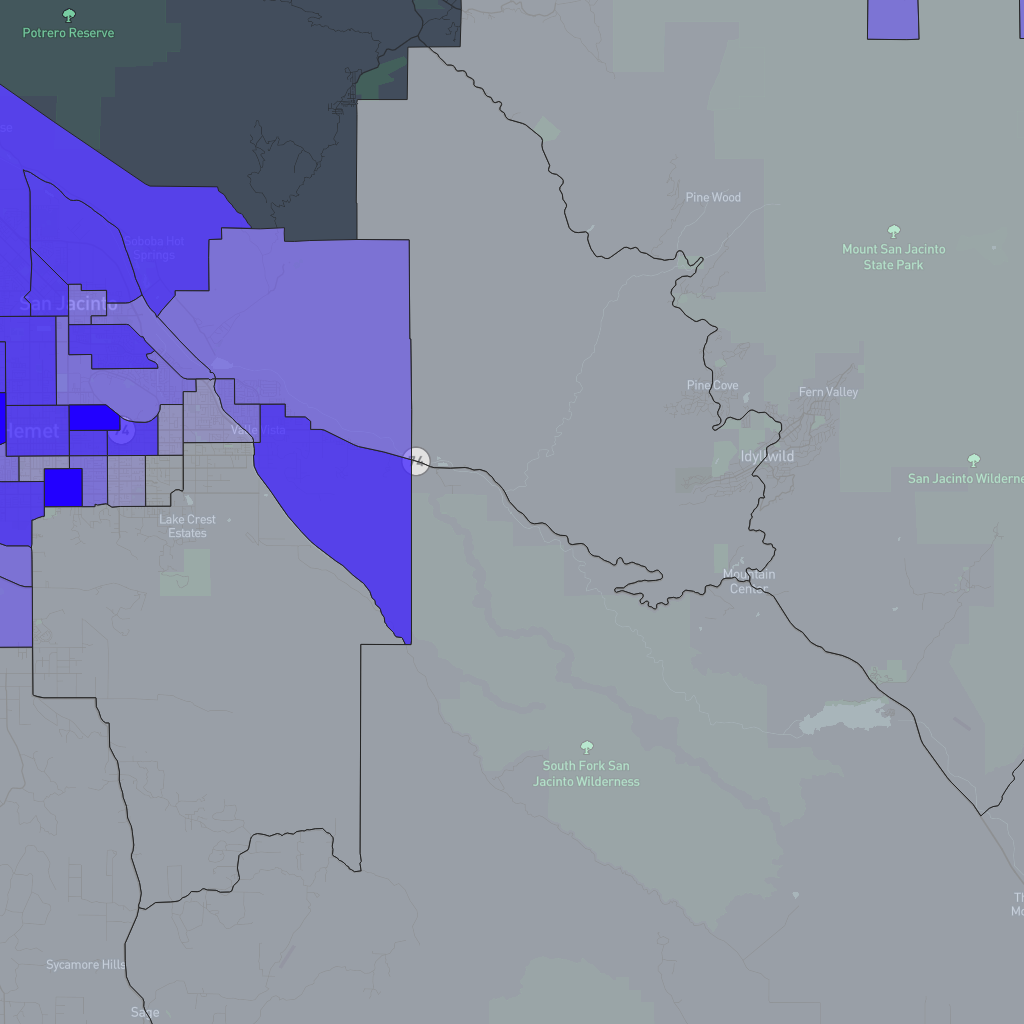 Potrero Reserve
Pine Wood
Mount San Jacinto
State Park
Soboba Hot
Springs
San Jacinto
Pine Cove
Fern Valley
Hemet
74
Valle Vista
74
Idyllwild
San Jacinto Wilderne
Lake Crest
Estates
Mountain
Center
South Fork San
Jacinto Wilderness
Th
Mo
Sycamore Hills
Sage